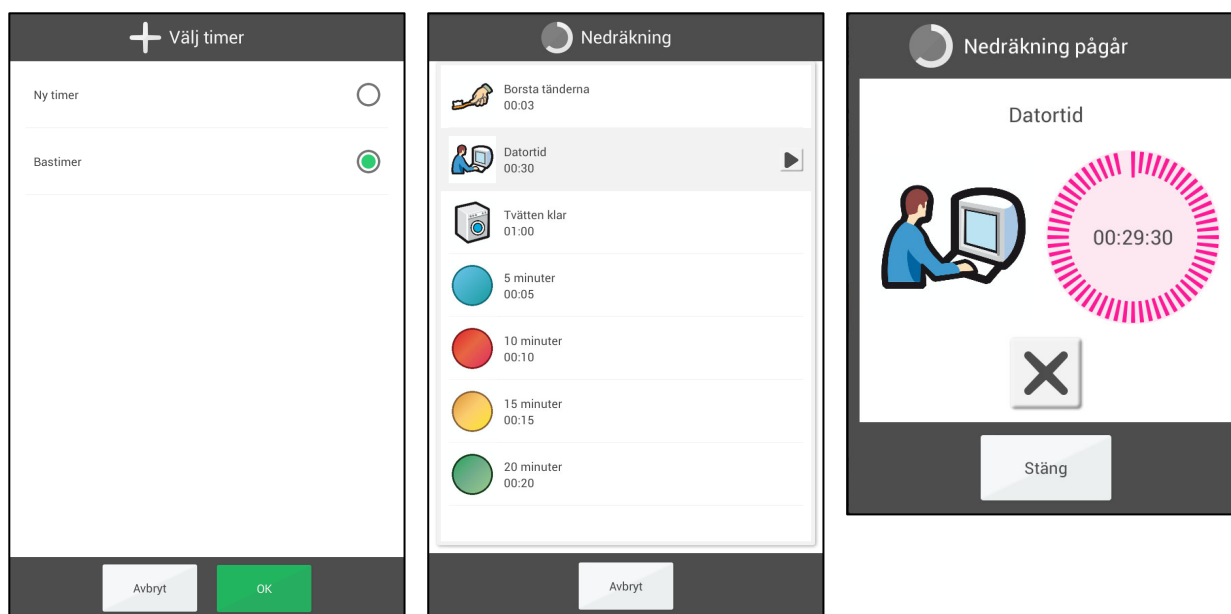 Välj timer
Ny timer
Bastimer
Avbryt
OK
Nedräkning
Borsta tänderna
00:03
Datortid
00:30
Tvätten klar
01:00
5 minuter
00:05
10 minuter
00:10
15 minuter
00:15
20 minuter
00:20
Avbryt
Nedräkning pågår
Datortid
00:29:30
Stäng